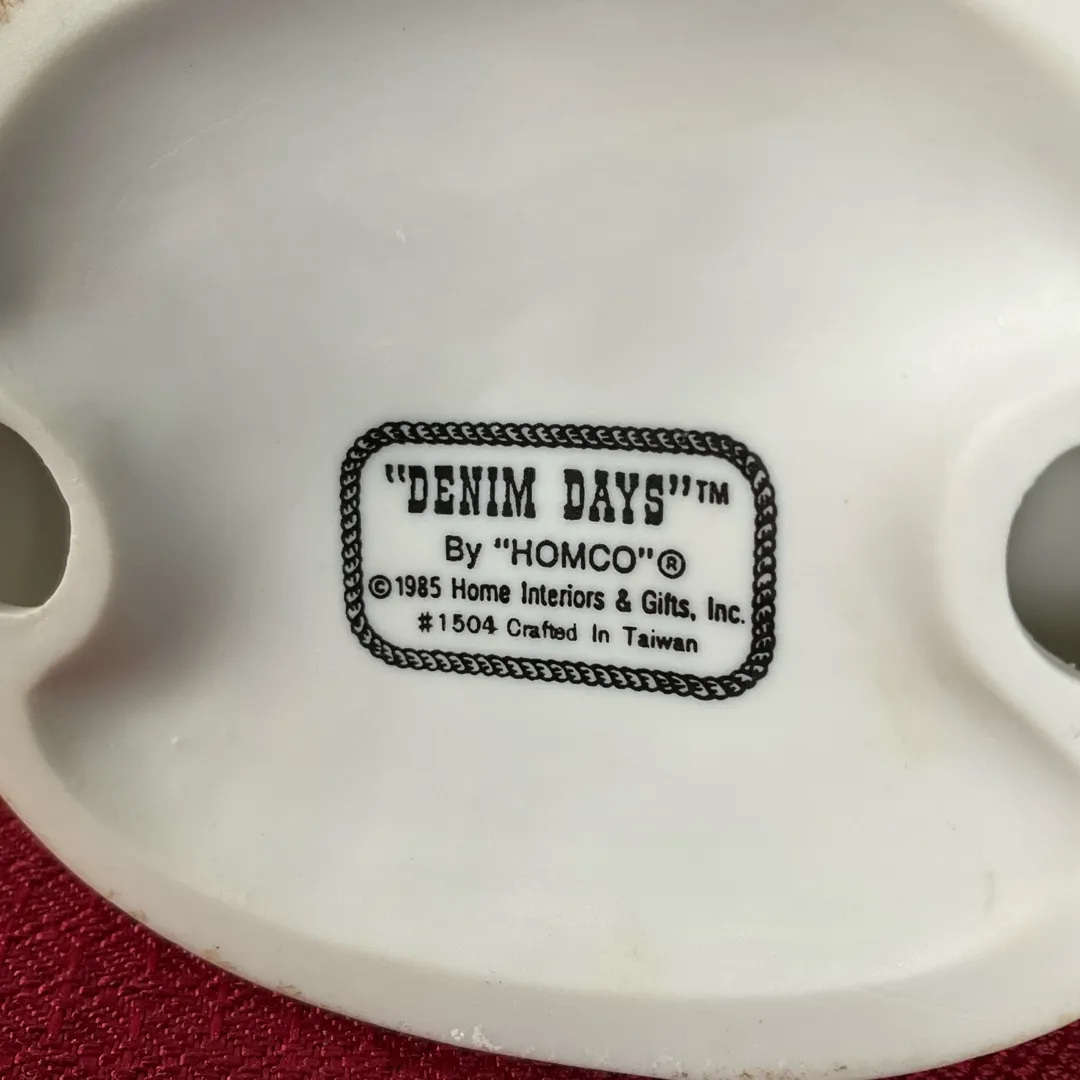 "DENIM DAYS"™
By "HOMCO"®
©1985 Home Interiors & Gifts, Inc.
#1504 Crafted In Taiwan